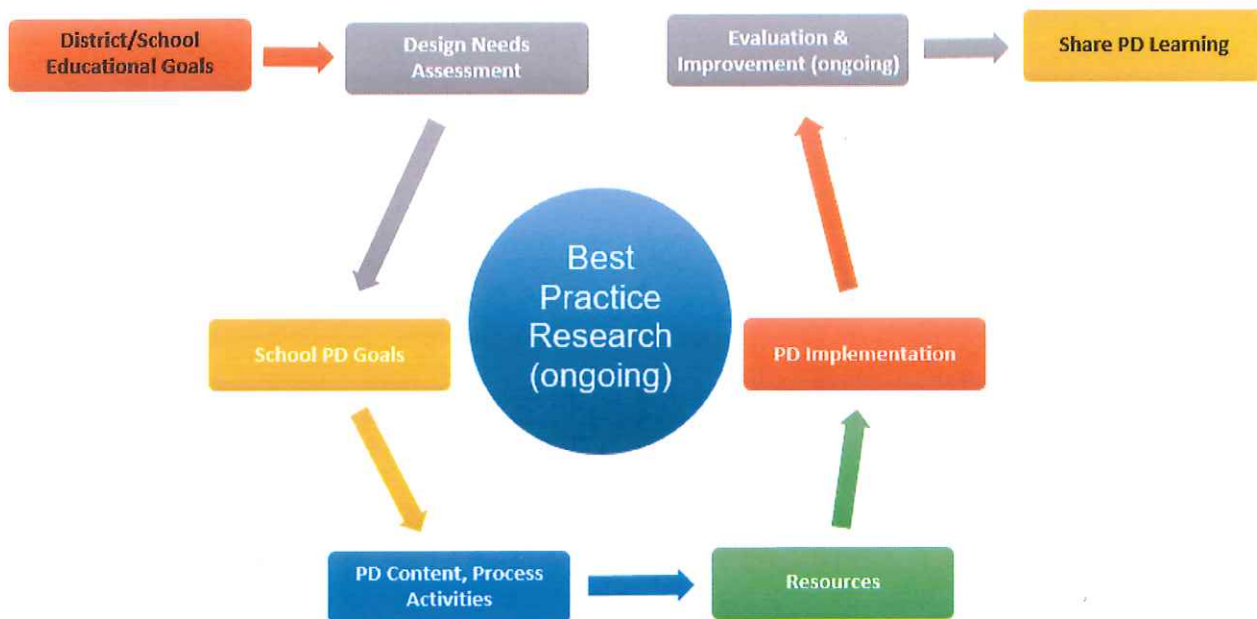 District/School
Educational Goals
Design Needs
Assessment
Evaluation &
Improvement (ongoing)
Share PD Learning
Best
Practice
Research
(ongoing)
School PD Goals
PD Implementation
PD Content, Process
Activities
Resources